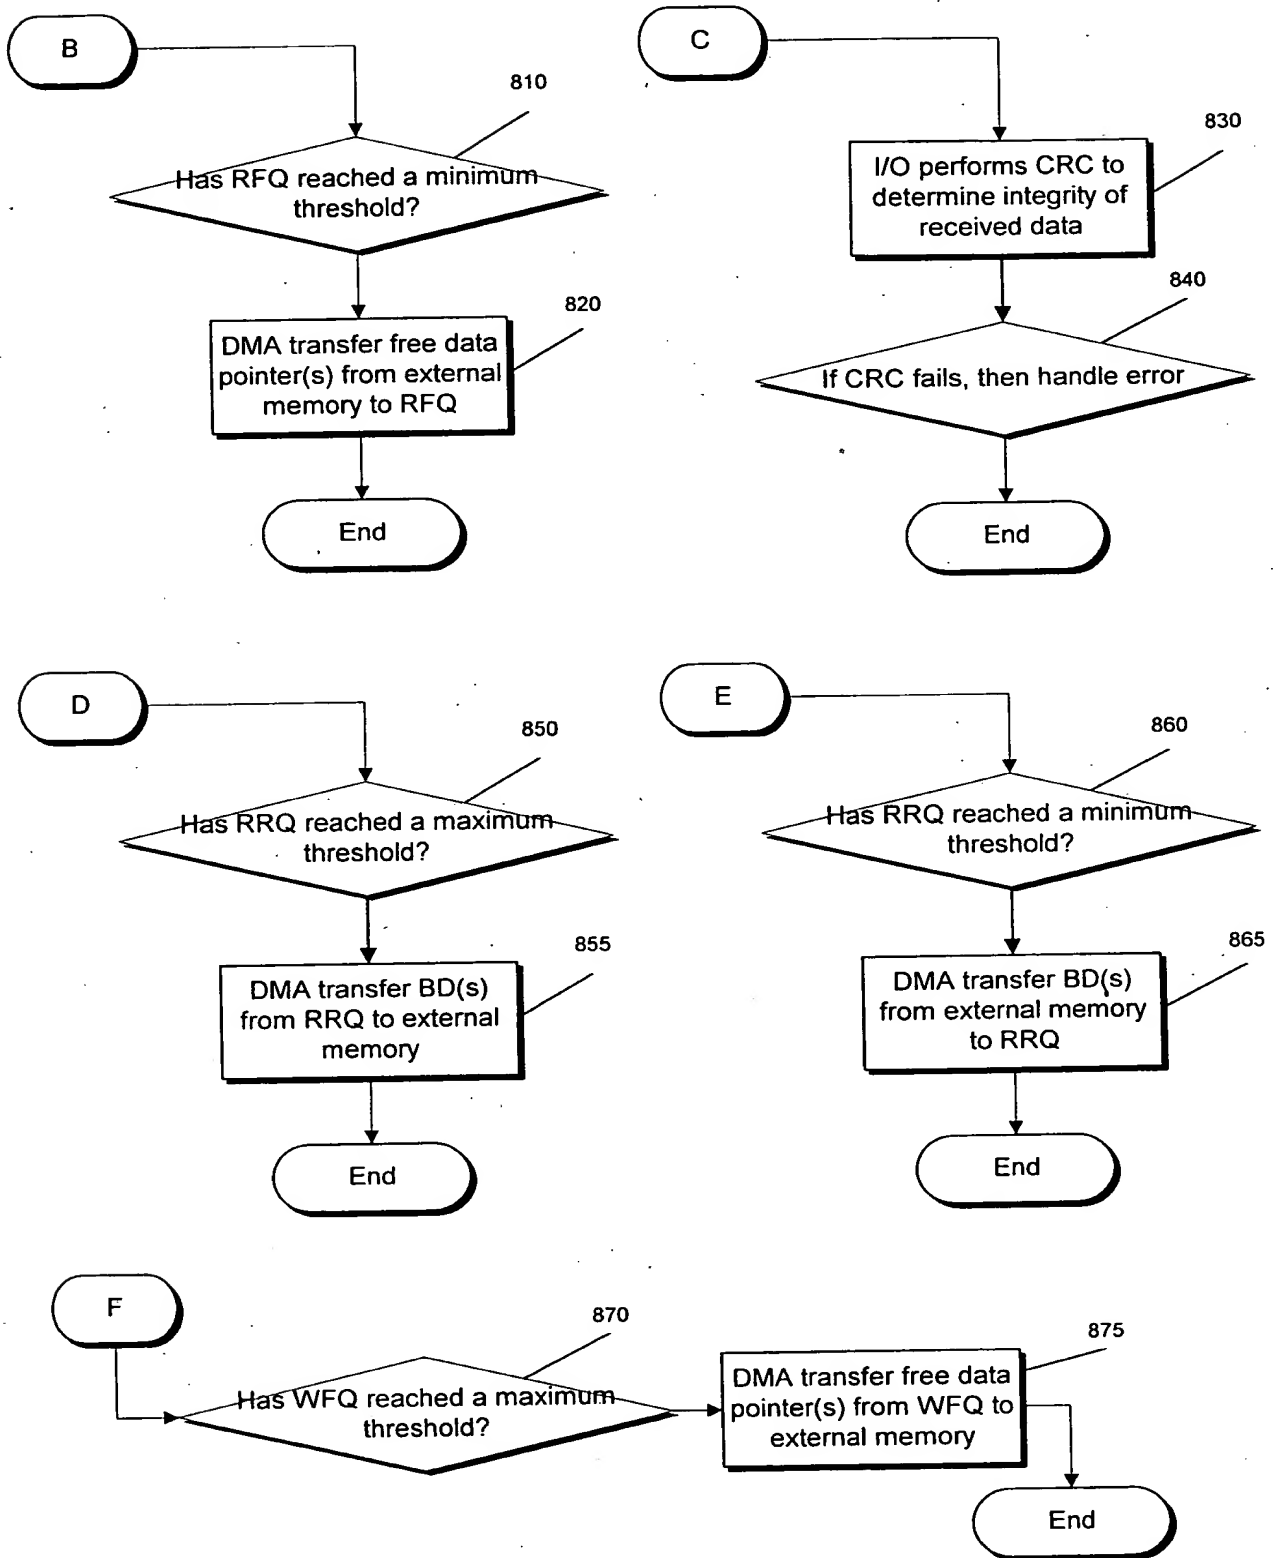 B
810
Has RFQ reached a minimum
threshold?
820
DMA transfer free data
pointer(s) from external
memory to RFQ
End
C
830
I/O performs CRC to
determine integrity of
received data
840
If CRC fails, then handle error
End
D
850
Has RRQ reached a maximum
threshold?
855
DMA transfer BD(s)
from RRQ to external
memory
End
E
860
Has RRQ reached a minimum
threshold?
865
DMA transfer BD(s)
from external memory
to RRQ
End
F
870
Has WFQ reached a maximum
threshold?
875
DMA transfer free data
pointer(s) from WFQ to
external memory
End